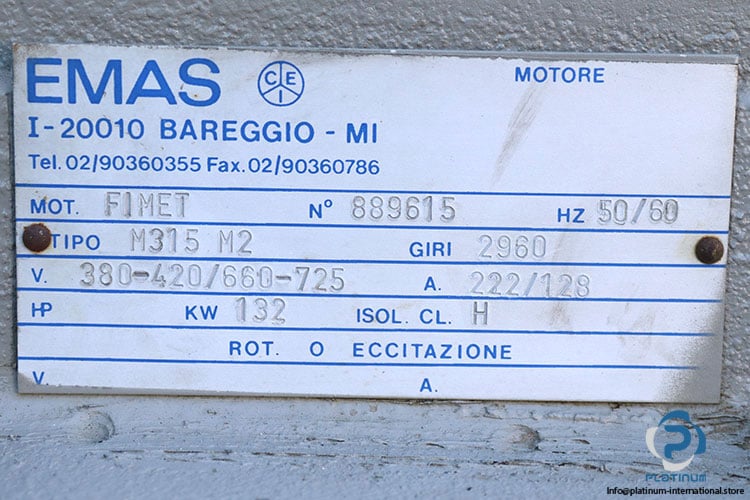 EMAS CEI MOTORE
I-20010 BAREGGIO - MI
Tel. 02/90360355 Fax. 02/90360786
MOT. FIMET N° 889615 HZ 50/60
TIPO M315 M2 GIRI 2960
V. 380-420/660-725 A. 222/128
HP KW 132 ISOL. CL. H
ROT. O ECCITAZIONE
V. A.
PLATINUM
Info@platinum-international.store